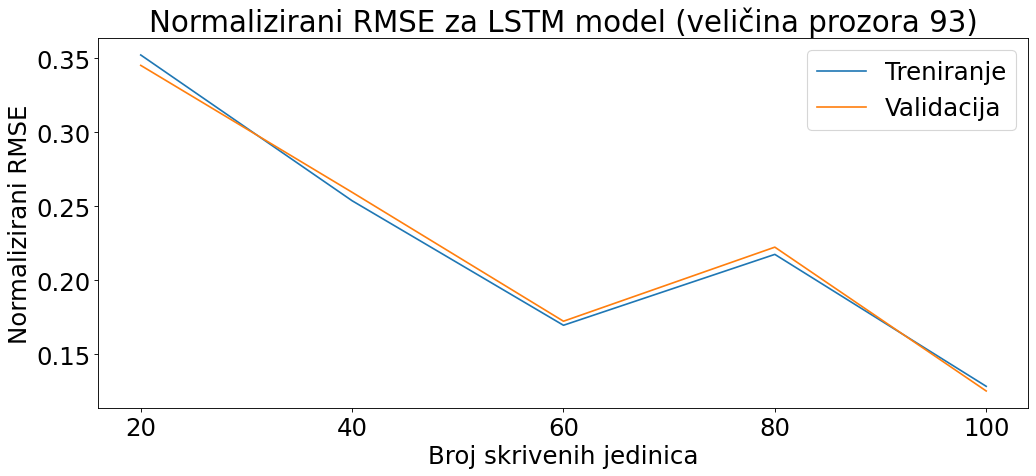 Normalizirani RMSE za LSTM model (veličina prozora 93)
Normalizirani RMSE
0.35
0.30
0.25
0.20
0.15
Treniranje
Validacija
20 40 60 80 100
Broj skrivenih jedinica